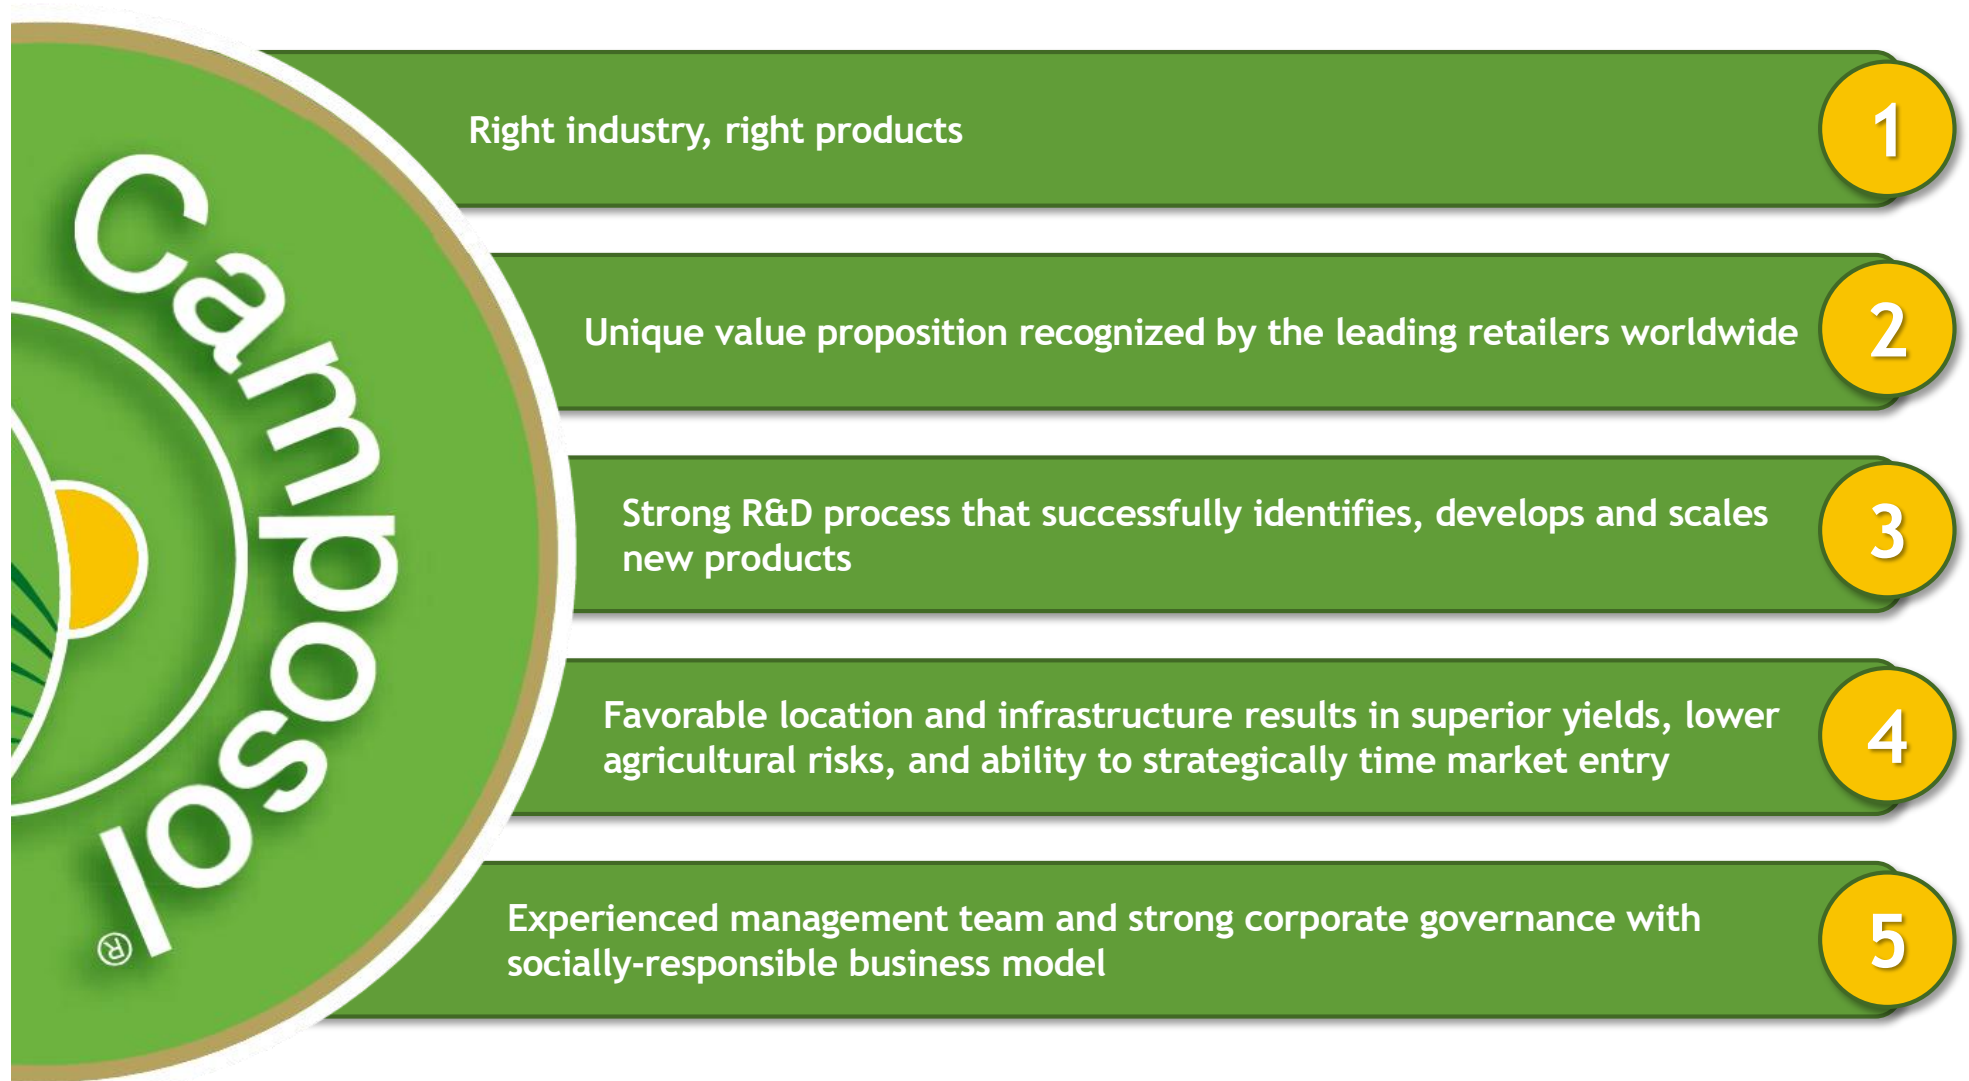 Camposol®
Right industry, right products
1
Unique value proposition recognized by the leading retailers worldwide
2
Strong R&D process that successfully identifies, develops and scales
new products
3
Favorable location and infrastructure results in superior yields, lower
agricultural risks, and ability to strategically time market entry
4
Experienced management team and strong corporate governance with
socially-responsible business model
5